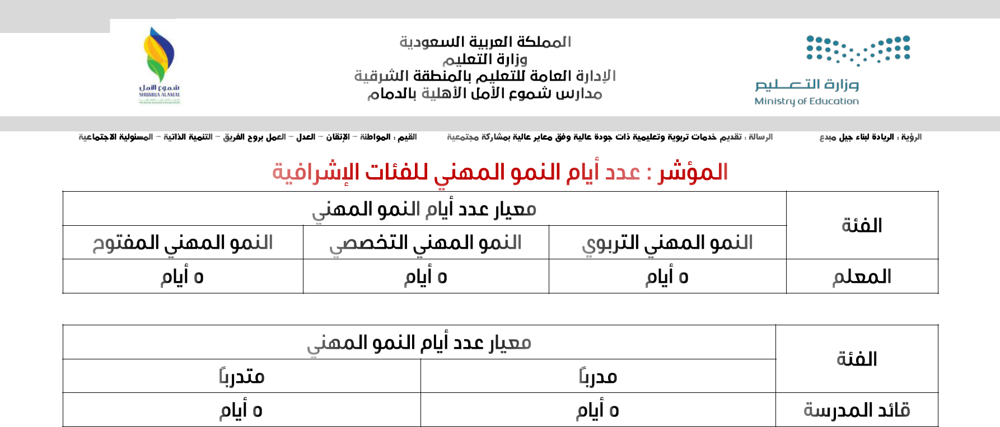 المملكة العربية السعودية
وزارة التعليم
الإدارة العامة للتعليم بالمنطقة الشرقية
مدارس شموع الأمل الأهلية بالدمام
وزارة التعليم
Ministry of Education
شموع الأمل
SHUMUA ALAMAL
الرؤية : الريادة لبناء جيل مبدع
الرسالة : تقديم خدمات تربوية وتعليمية ذات جودة عالية وفق معاير عالية بمشاركة مجتمعية
القيم : المواطنة – الإتقان – العدل – العمل بروح الفريق – التنمية الذاتية – المسئولية الاجتماعية
المؤشر : عدد أيام النمو المهني للفئات الإشرافية
الفئة
معيار عدد أيام النمو المهني
النمو المهني التربوي
النمو المهني التخصصي
النمو المهني المفتوح
المعلم
٥ أيام
٥ أيام
٥ أيام
الفئة
معيار عدد أيام النمو المهني
مدرباً
متدرباً
قائد المدرسة
٥ أيام
٥ أيام